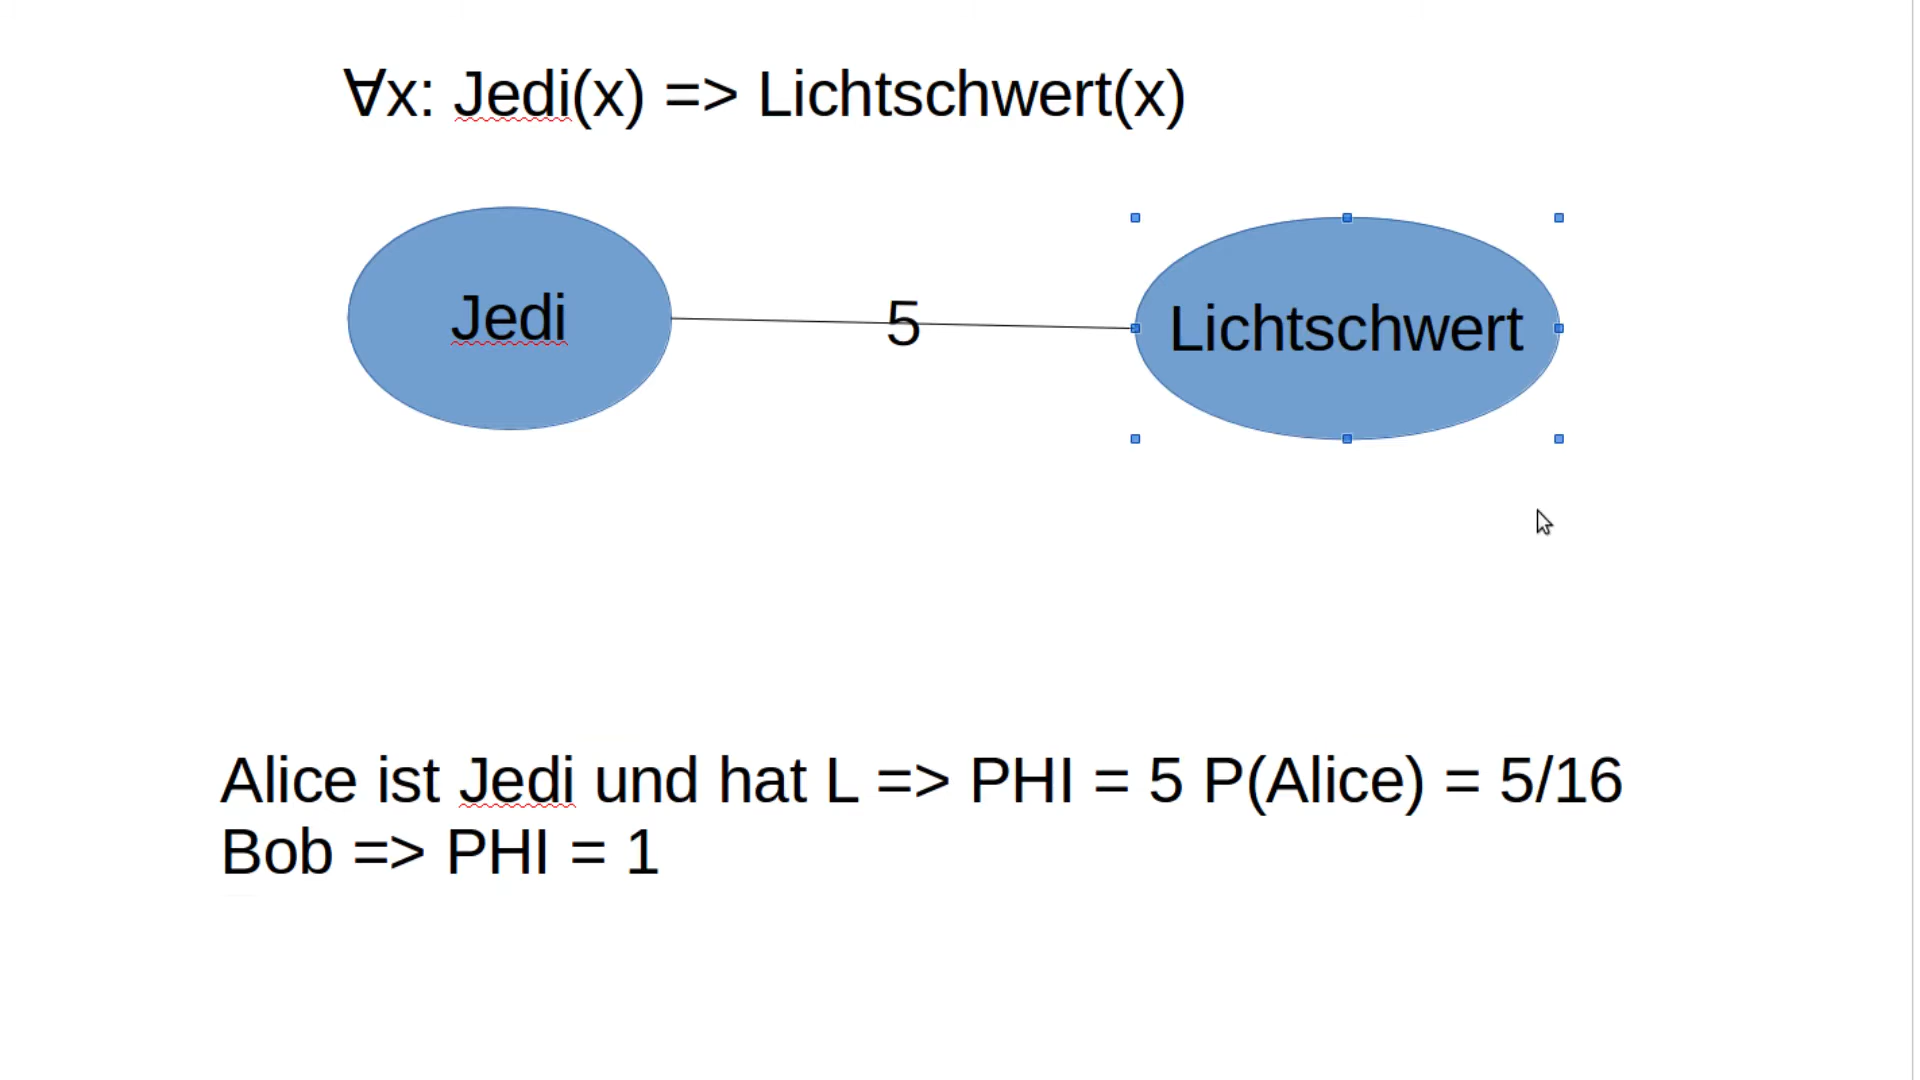 ∀x: Jedi(x) => Lichtschwert(x)
Jedi
5
Lichtschwert
Alice ist Jedi und hat L => PHI = 5 P(Alice) = 5/16
Bob => PHI = 1